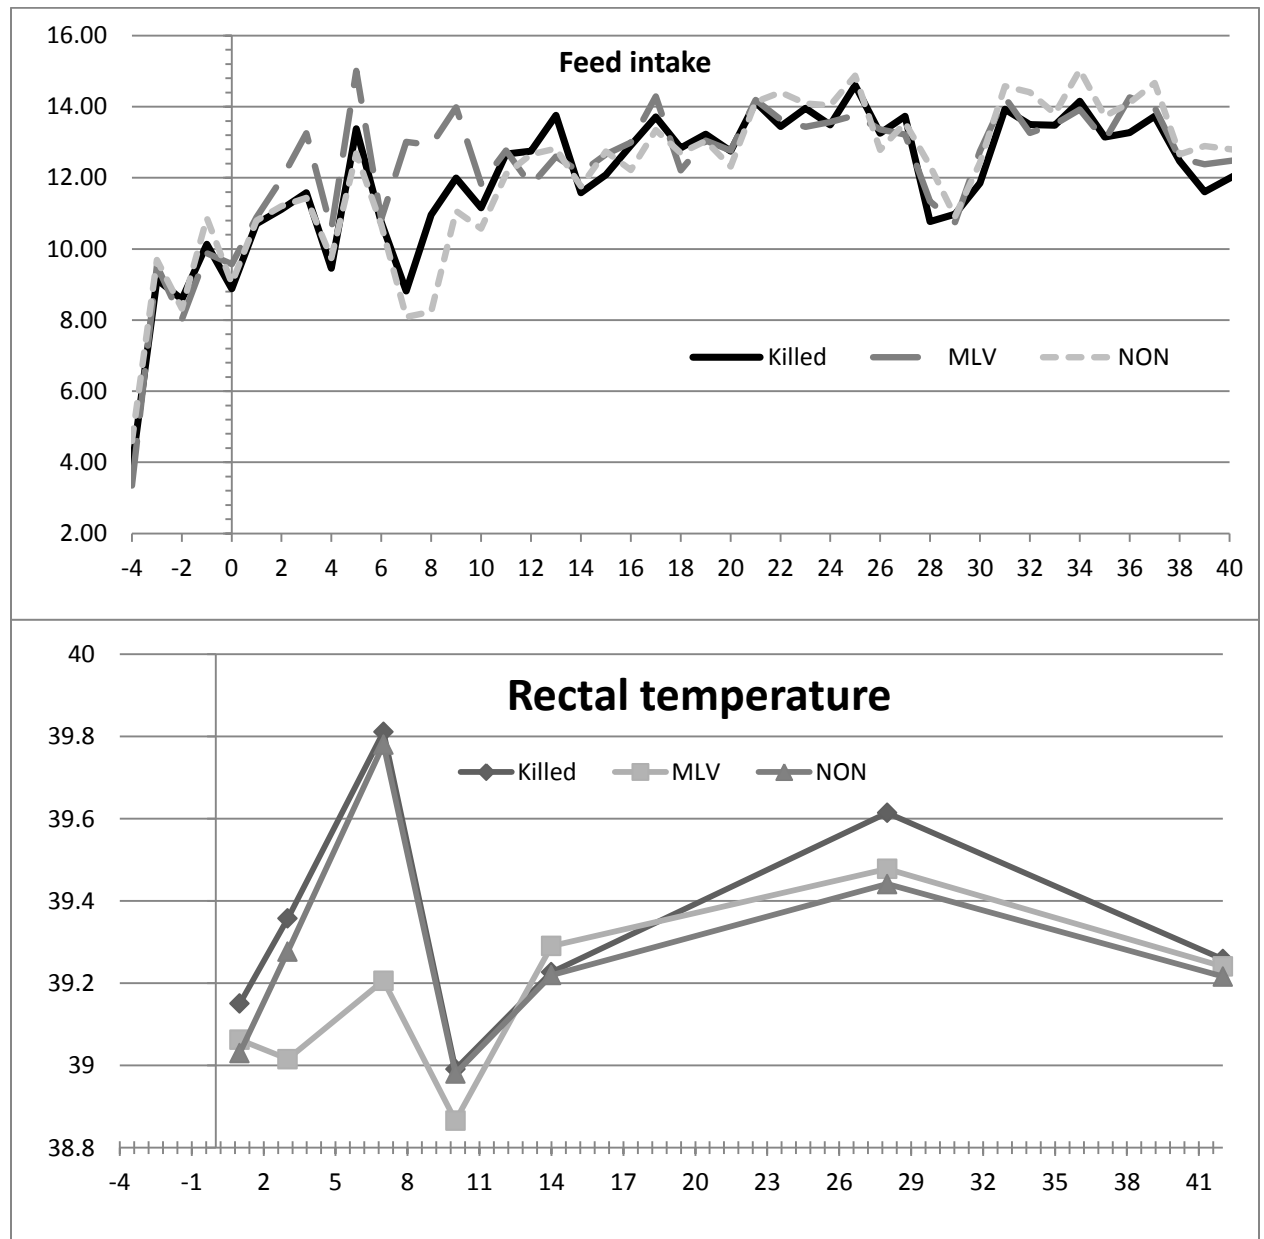 Feed intake
16.00
14.00
12.00
10.00
8.00
6.00
4.00
2.00
Killed MLV NON
-4 -2 0 2 4 6 8 10 12 14 16 18 20 22 24 26 28 30 32 34 36 38 40
Rectal temperature
40
39.8
39.6
39.4
39.2
39
38.8
Killed MLV NON
-4 -1 2 5 8 11 14 17 20 23 26 29 32 35 38 41